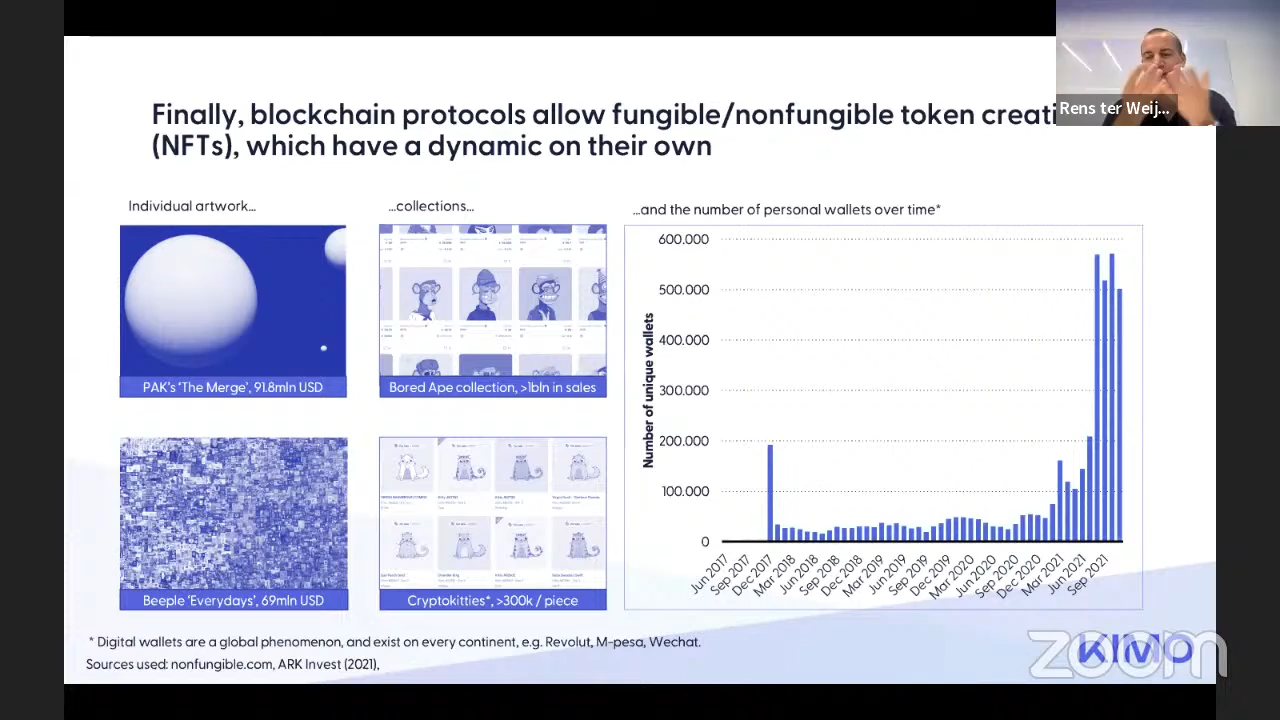 Rens ter Weij...
Finally, blockchain protocols allow fungible/nonfungible token creati
(NFTs), which have a dynamic on their own
Individual artwork...
...collections...
...and the number of personal wallets over time*
PAK's 'The Merge', 91.8mln USD
Bored Ape collection, >1bln in sales
Beeple 'Everydays', 69mln USD
Cryptokitties*, >300k / piece
Number of unique wallets
600.000
500.000
400.000
300.000
200.000
100.000
0
Jun 2017
Sep 2017
Dec 2017
Mar 2018
Jun 2018
Sep 2018
Dec 2018
Mar 2019
Jun 2019
Sep 2019
Dec 2019
Mar 2020
Jun 2020
Sep 2020
Dec 2020
Mar 2021
Jun 2021
Sep 2021
* Digital wallets are a global phenomenon, and exist on every continent, e.g. Revolut, M-pesa, Wechat.
Sources used: nonfungible.com, ARK Invest (2021),
KIMO
zoom